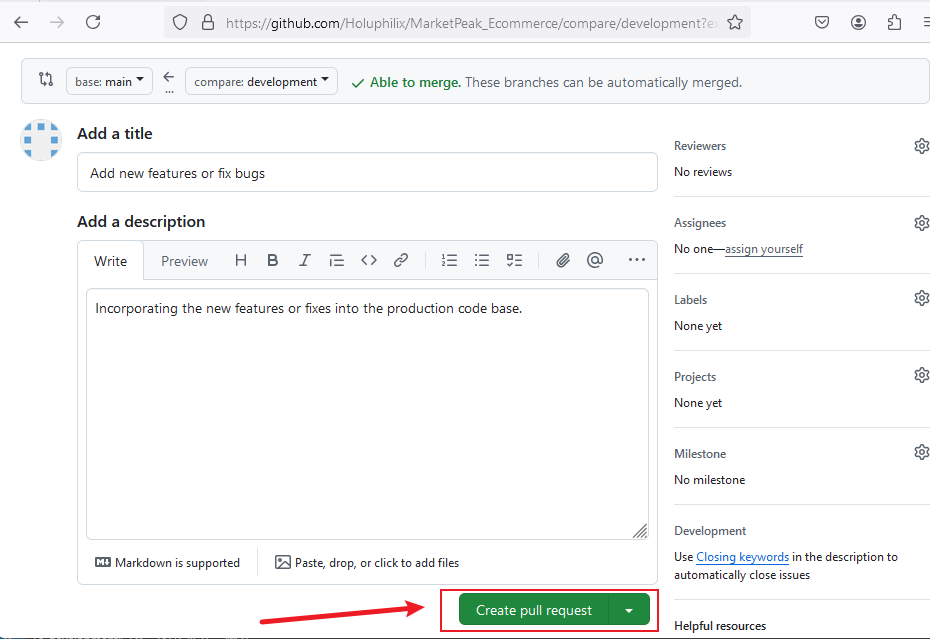 https://github.com/Holuphilix/MarketPeak_Ecommerce/compare/development?e
base: main
...
compare: development
Able to merge. These branches can be automatically merged.
Add a title
Add new features or fix bugs
Add a description
Write Preview H B I
Incorporating the new features or fixes into the production code base.
Markdown is supported
Paste, drop, or click to add files
Create pull request
Reviewers
No reviews
Assignees
No one—assign yourself
Labels
None yet
Projects
None yet
Milestone
No milestone
Development
Use Closing keywords in the description to
automatically close issues
Helpful resources